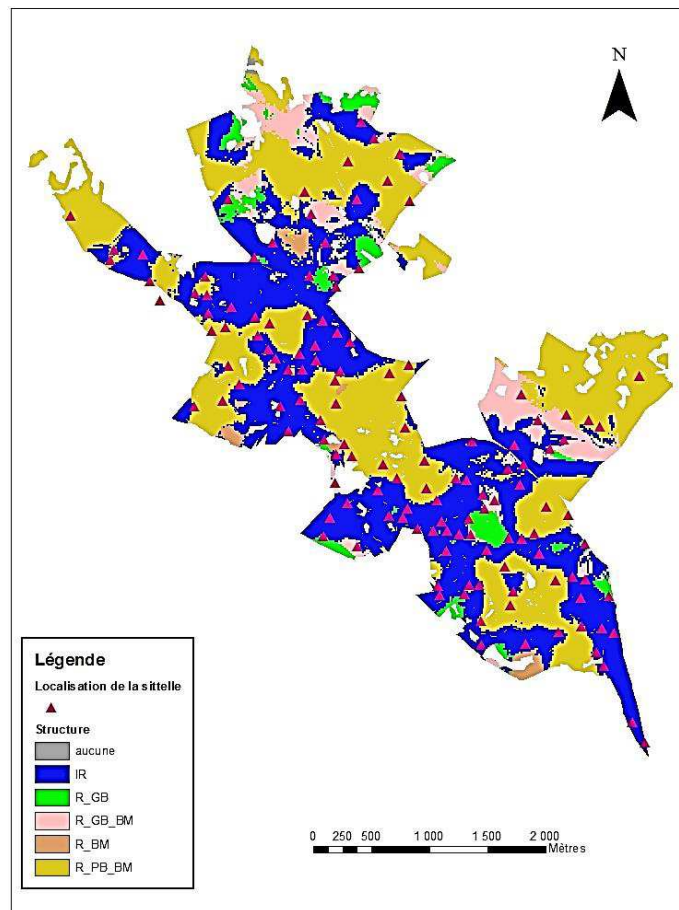 N
Légende
Localisation de la sittelle
Structure
aucune
IR
R_GB
R_GB_BM
R_BM
R_PB_BM
0 250 500 1 000 1 500 2 000
Mètres